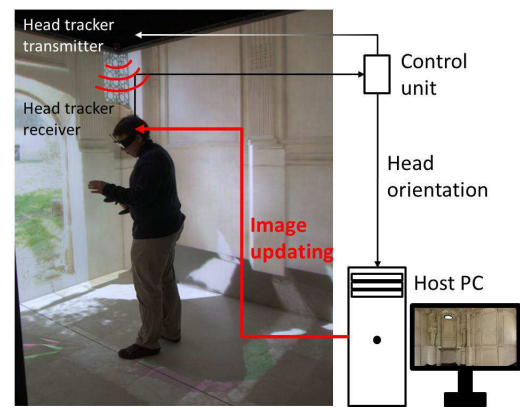 Head tracker
transmitter
Head tracker
receiver
Control
unit
Head
orientation
Image
updating
Host PC